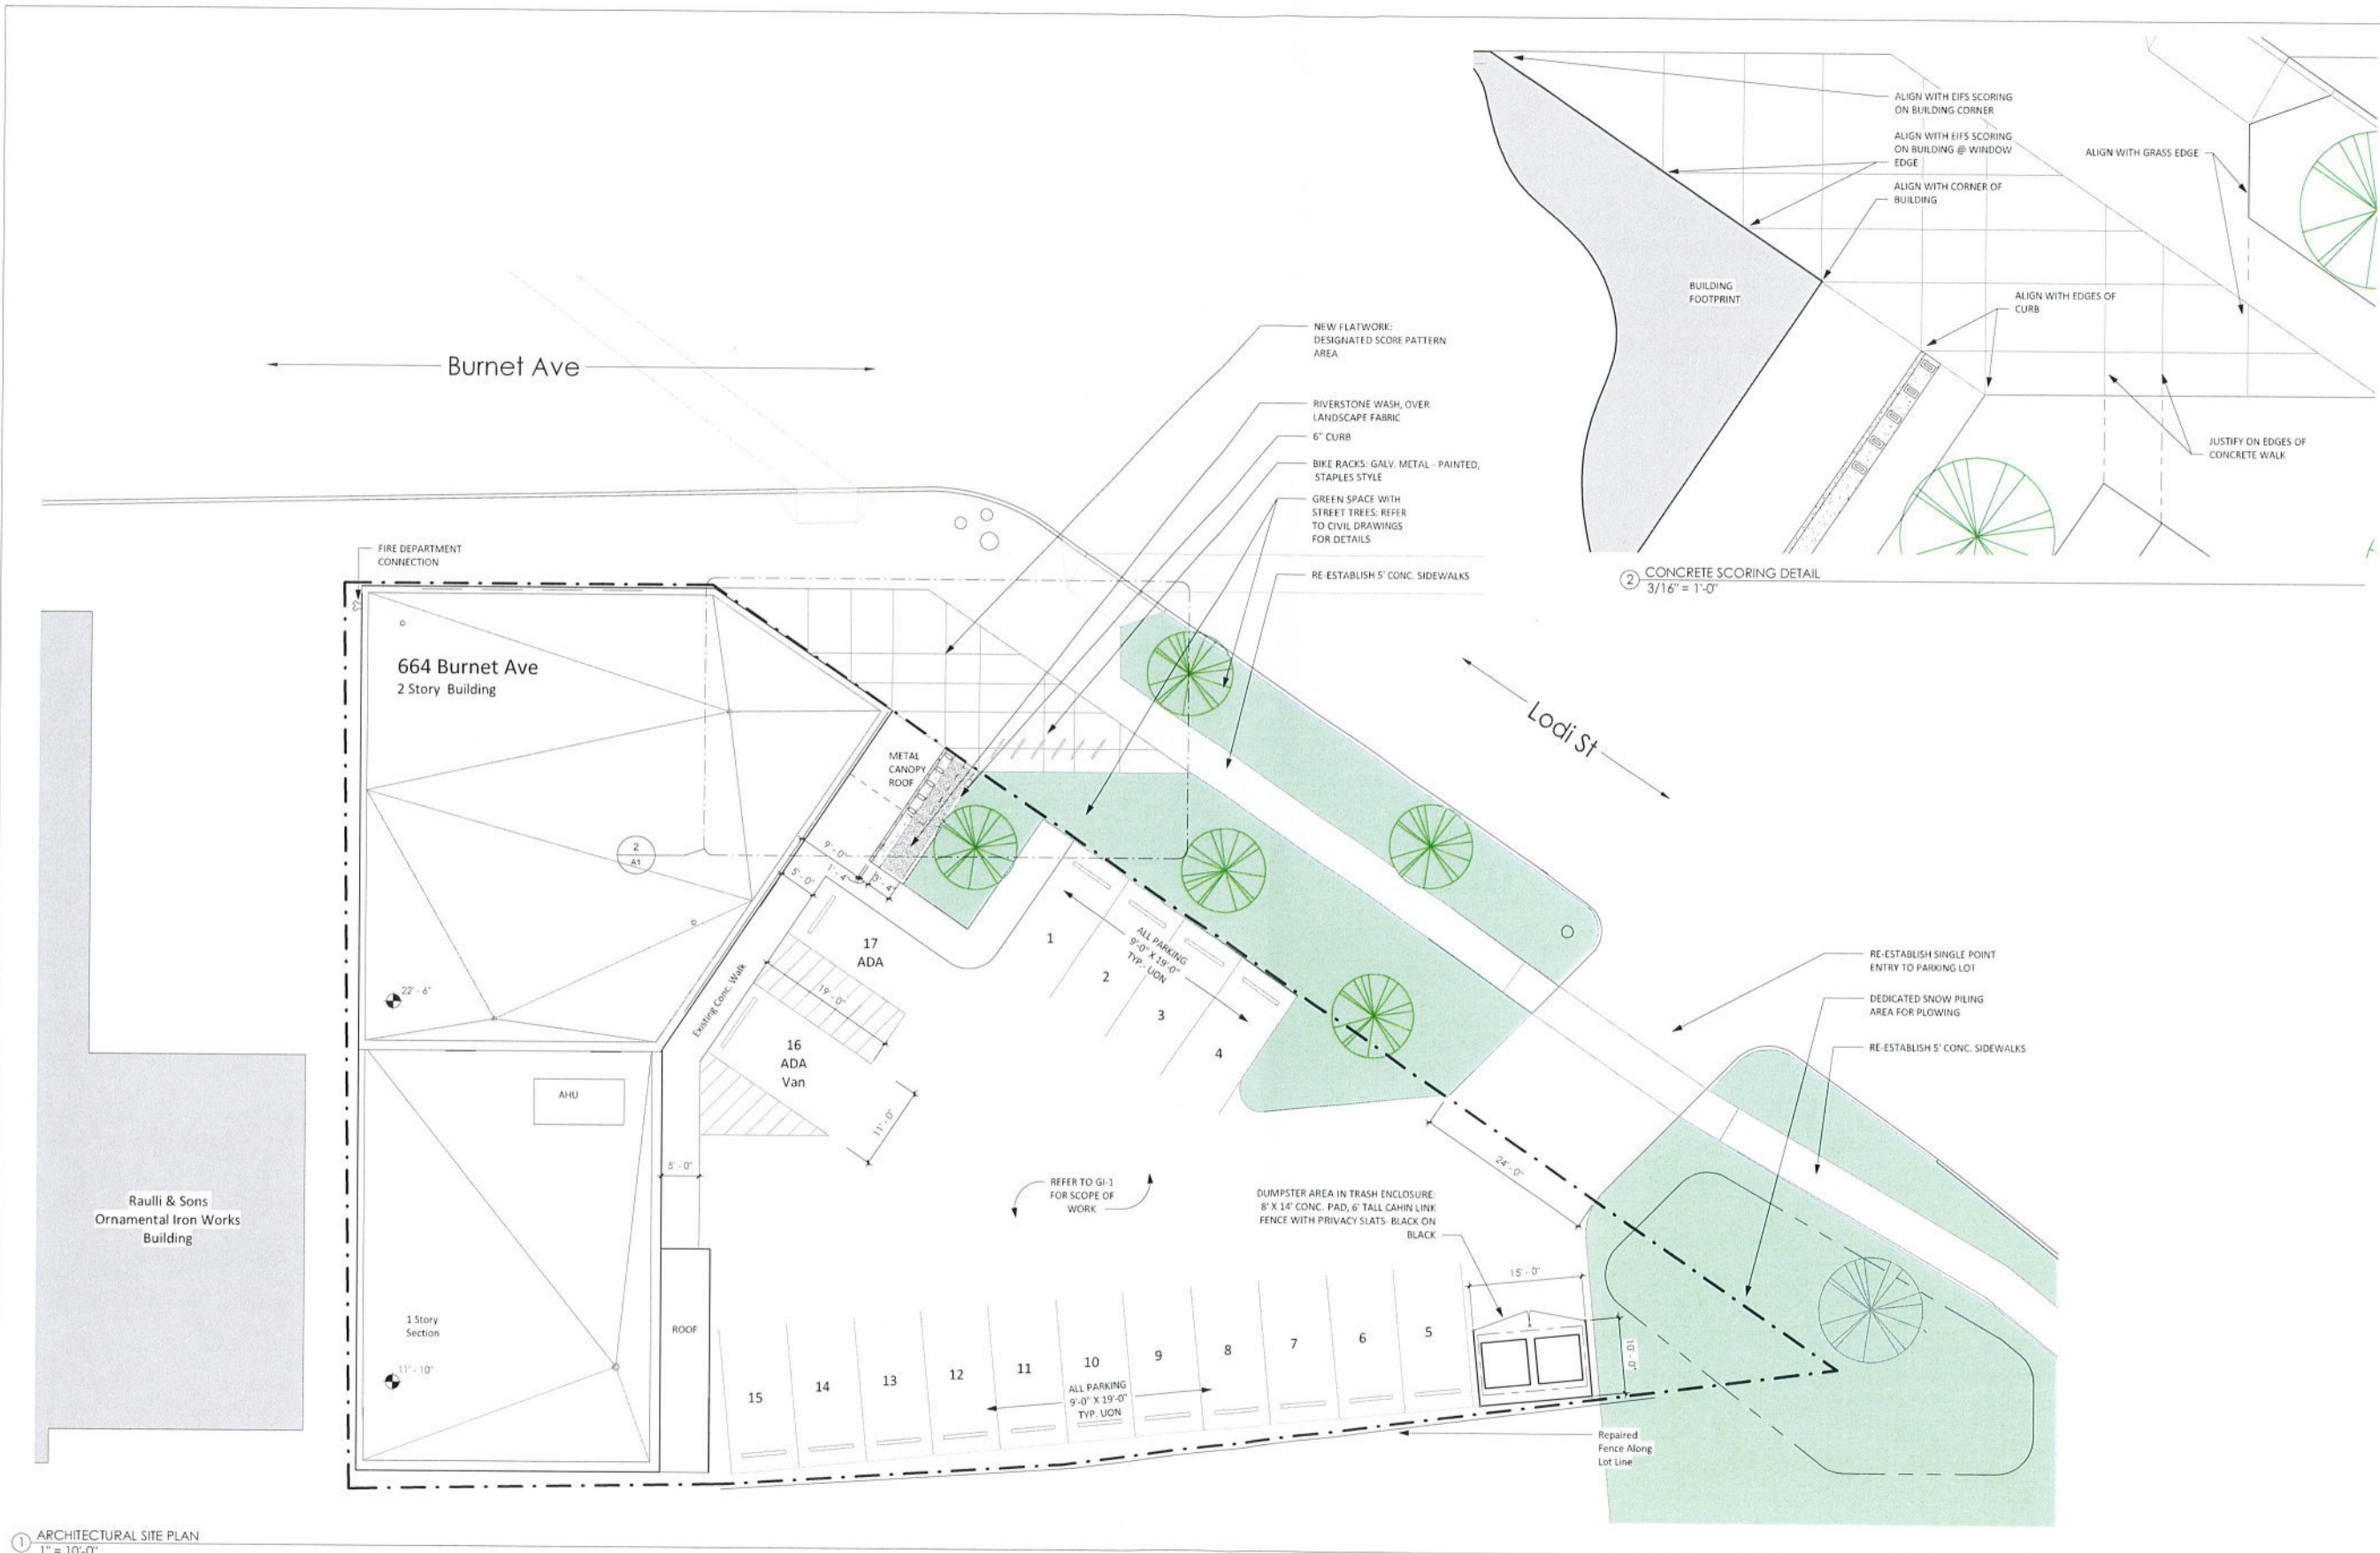 ALIGN WITH EIFS SCORING
ON BUILDING CORNER
ALIGN WITH EIFS SCORING
ON BUILDING @ WINDOW
EDGE
ALIGN WITH CORNER OF
BUILDING
ALIGN WITH GRASS EDGE
BUILDING
FOOTPRINT
ALIGN WITH EDGES OF
CURB
JUSTIFY ON EDGES OF
CONCRETE WALK
2
CONCRETE SCORING DETAIL
3/16" = 1'-0"
Burnet Ave
NEW FLATWORK:
DESIGNATED SCORE PATTERN
AREA
RIVERSTONE WASH, OVER
LANDSCAPE FABRIC
6" CURB
BIKE RACKS: GALV. METAL - PAINTED,
STAPLES STYLE
GREEN SPACE WITH
STREET TREES: REFER
TO CIVIL DRAWINGS
FOR DETAILS
RE-ESTABLISH 5' CONC. SIDEWALKS
FIRE DEPARTMENT
CONNECTION
664 Burnet Ave
2 Story Building
Lodi St
METAL
CANOPY
ROOF
2
A1
9' - 0"
1' - 4"
3' - 4"
5' - 0"
17
ADA
1
2
3
4
ALL PARKING
9'-0" X 19'-0"
TYP. UON
Existing Conc. Walk
19' - 0"
16
ADA
Van
11' - 0"
22' - 6"
AHU
5' - 0"
RE-ESTABLISH SINGLE POINT
ENTRY TO PARKING LOT
DEDICATED SNOW PILING
AREA FOR PLOWING
RE-ESTABLISH 5' CONC. SIDEWALKS
24' - 0"
Raulli & Sons
Ornamental Iron Works
Building
REFER TO GI-1
FOR SCOPE OF
WORK
DUMPSTER AREA IN TRASH ENCLOSURE:
8' X 14' CONC. PAD, 6' TALL CAHIN LINK
FENCE WITH PRIVACY SLATS- BLACK ON
BLACK
15' - 0"
10' - 0"
1 Story
Section
11' - 10"
ROOF
15
14
13
12
11
10
9
8
7
6
5
ALL PARKING
9'-0" X 19'-0"
TYP. UON
Repaired
Fence Along
Lot Line
1
ARCHITECTURAL SITE PLAN
1" = 10'-0"